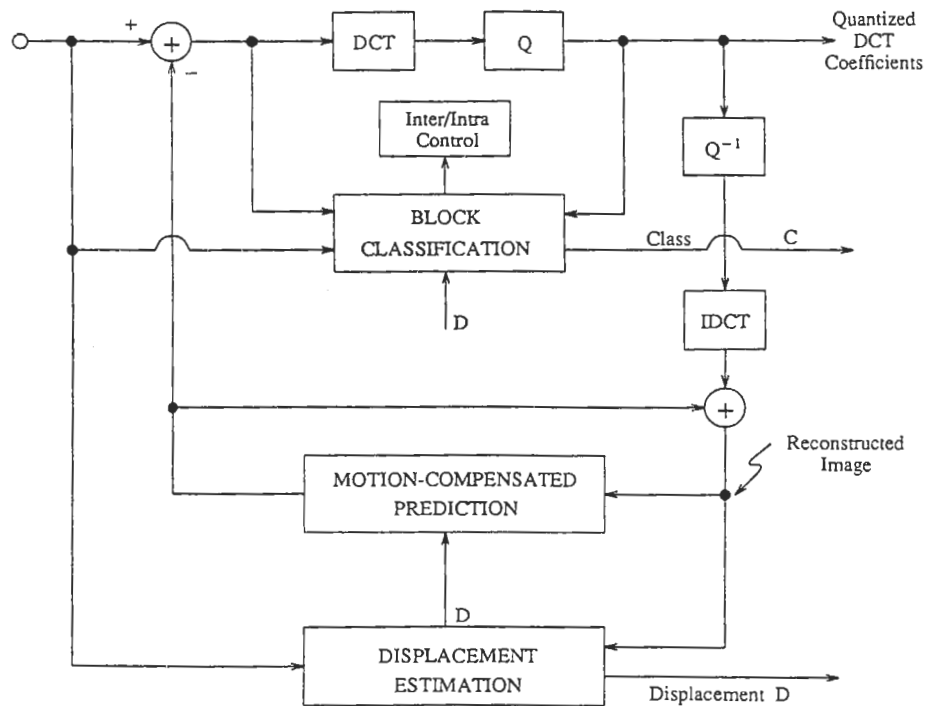 Quantized
DCT
Coefficients
+
+
−
DCT
Q
Inter/Intra
Control
Q⁻¹
BLOCK
CLASSIFICATION
Class C
D
IDCT
+
Reconstructed
Image
MOTION-COMPENSATED
PREDICTION
D
DISPLACEMENT
ESTIMATION
Displacement D